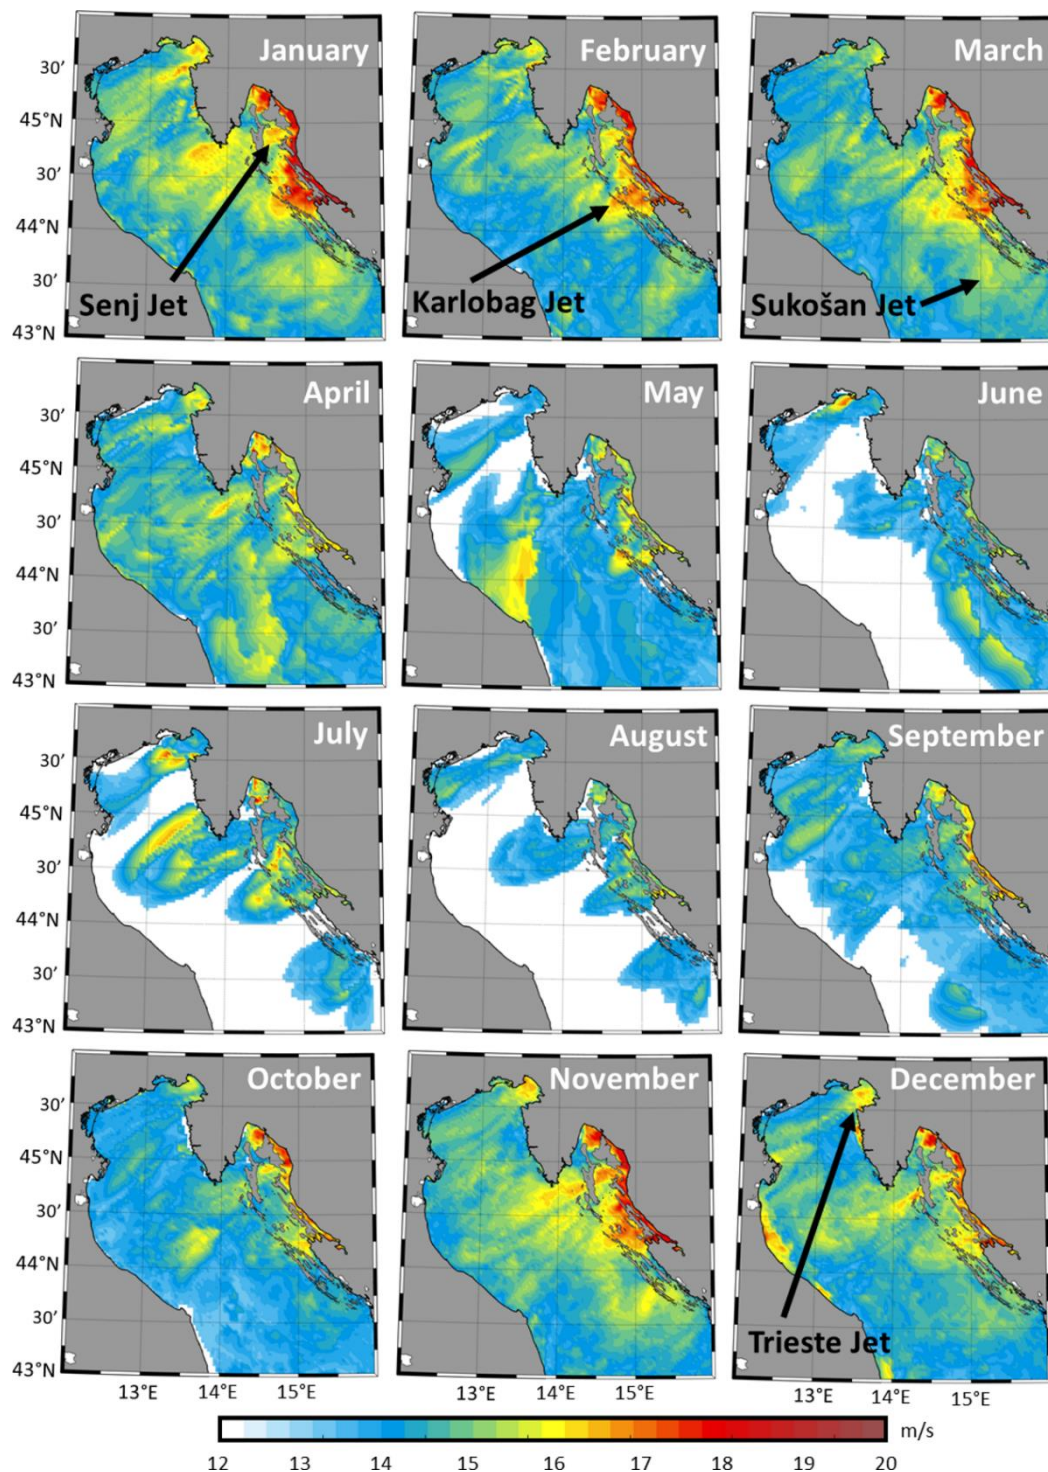 January
February
March
30’
45°N
30’
44°N
30’
43°N
Senj Jet
Karlobag Jet
Sukošan Jet
April
May
June
30’
45°N
30’
44°N
30’
43°N
July
August
September
30’
45°N
30’
44°N
30’
43°N
October
November
December
30’
45°N
30’
44°N
30’
43°N
Trieste Jet
13°E 14°E 15°E 13°E 14°E 15°E 13°E 14°E 15°E
m/s
12 13 14 15 16 17 18 19 20